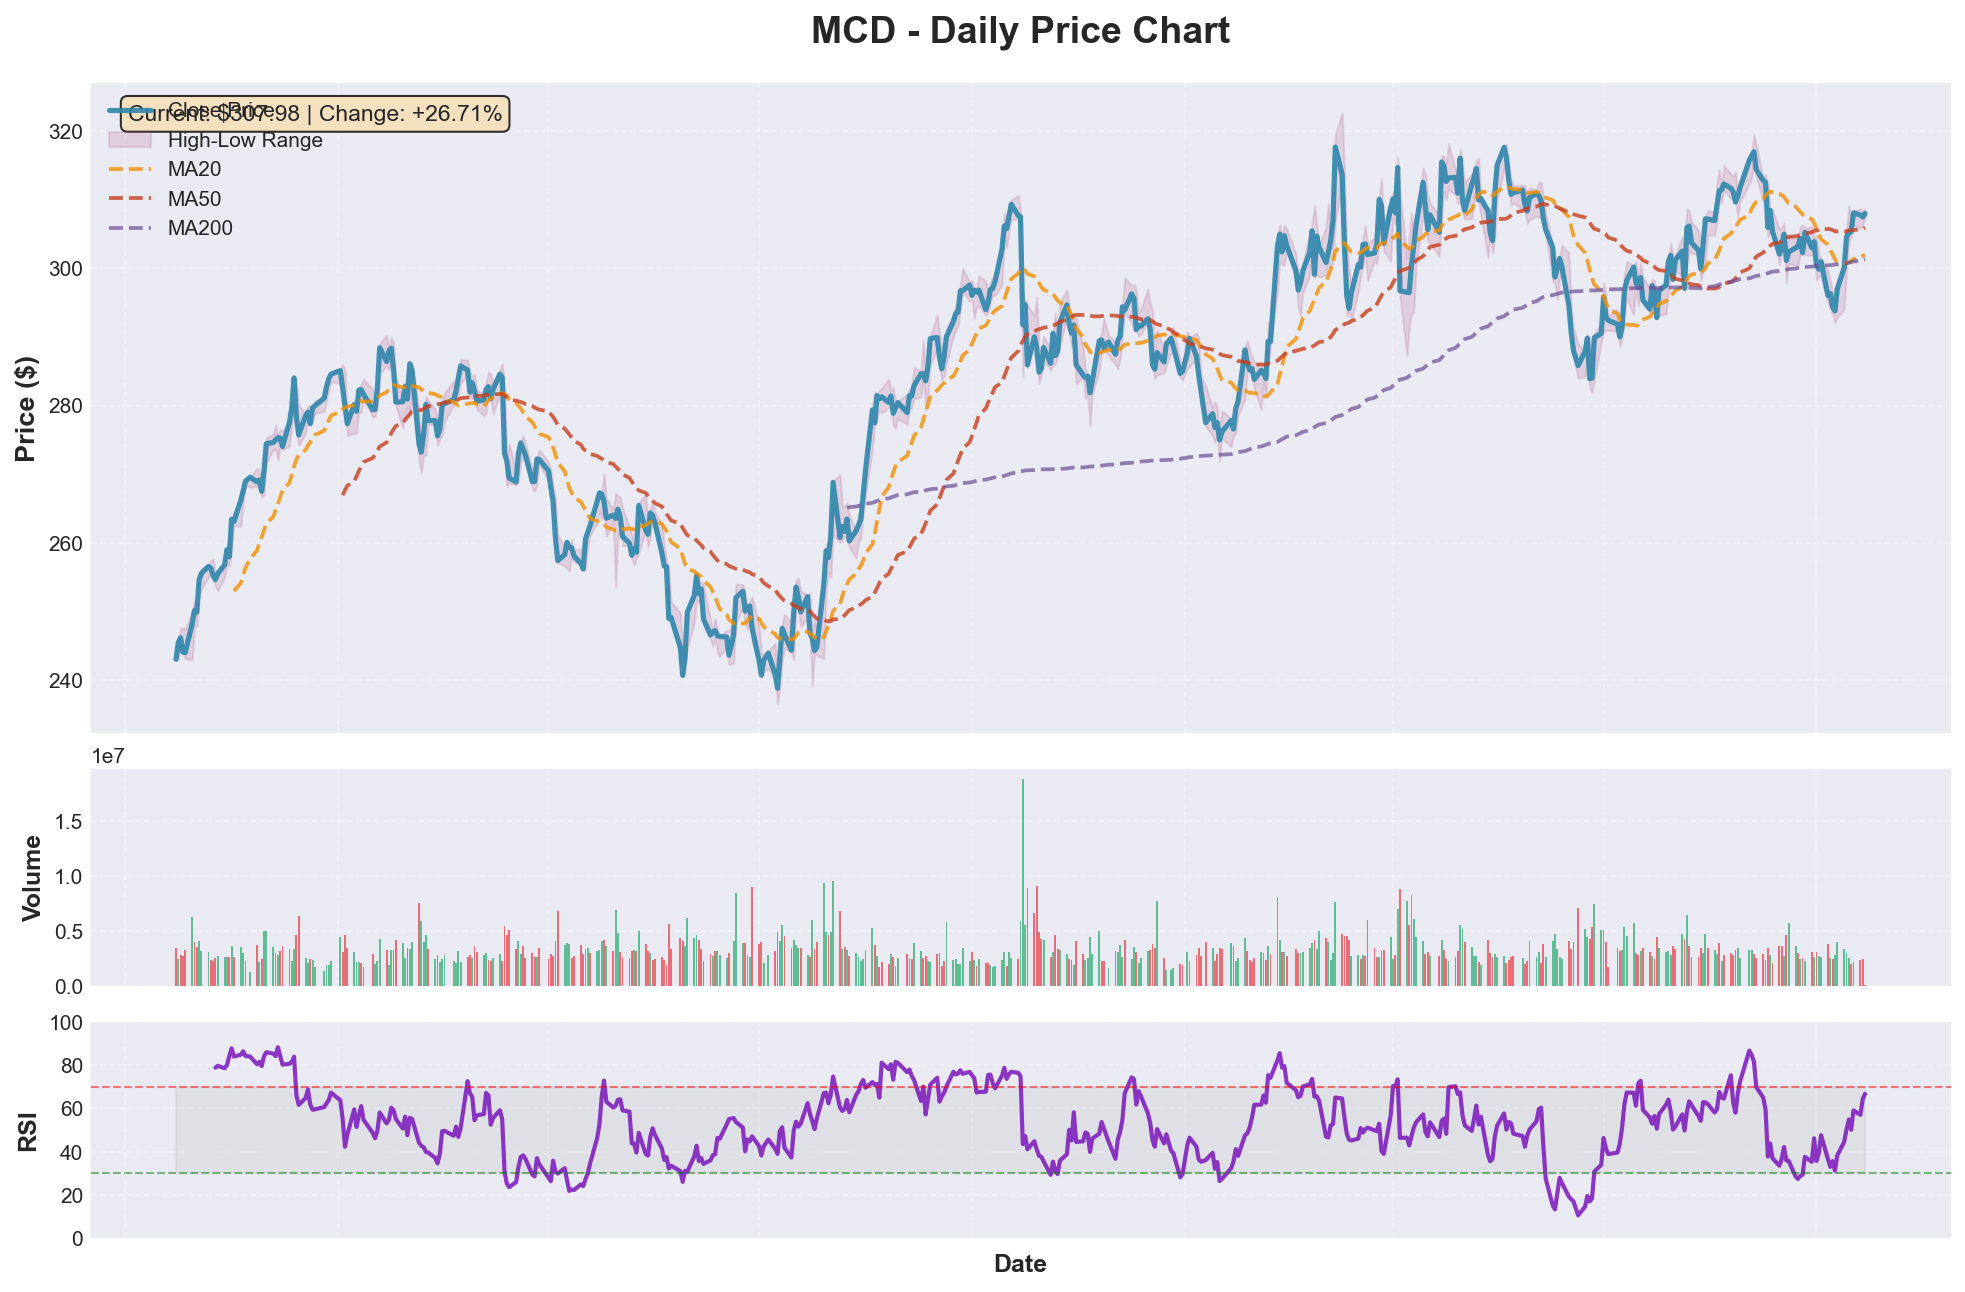 MCD - Daily Price Chart
Current: $307.98 | Change: +26.71%
Close Price
High-Low Range
MA20
MA50
MA200
Price ($)
320
300
280
260
240
1e7
Volume
1.5
1.0
0.5
0.0
RSI
100
80
60
40
20
0
Date